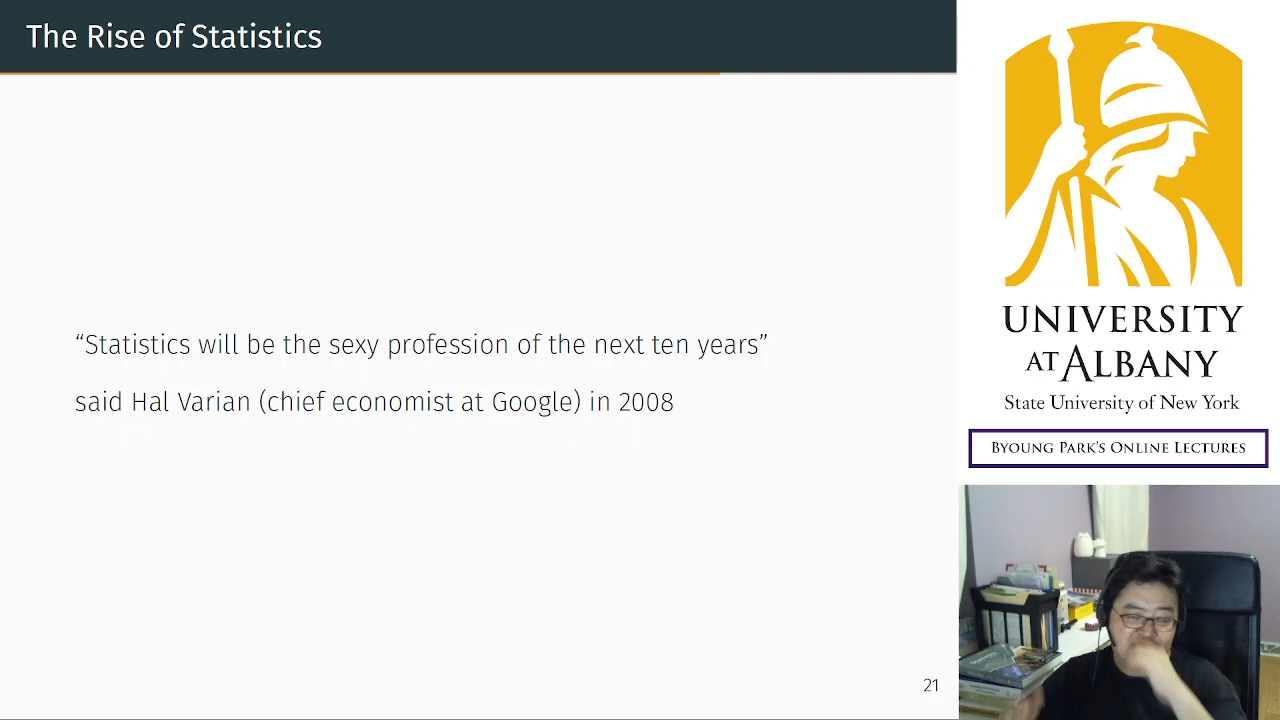 The Rise of Statistics
“Statistics will be the sexy profession of the next ten years”
said Hal Varian (chief economist at Google) in 2008
21
UNIVERSITY
AT ALBANY
State University of New York
Byoung Park's Online Lectures